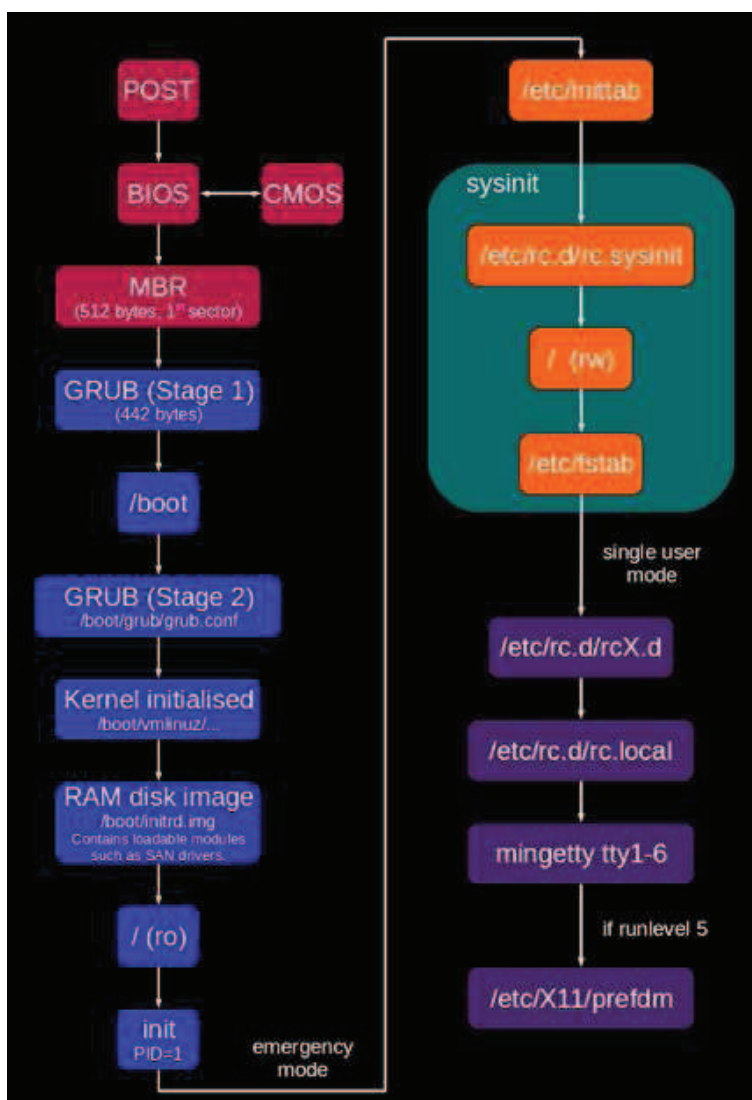 POST
BIOS
CMOS
MBR
(512 bytes, 1st sector)
GRUB (Stage 1)
(442 bytes)
/boot
GRUB (Stage 2)
/boot/grub/grub.conf
Kernel initialised
/boot/vmlinuz/...
RAM disk image
/boot/initrd.img
Contains loadable modules
such as SAN drivers.
/ (ro)
init
PID=1
emergency
mode
/etc/inittab
sysinit
/etc/rc.d/rc.sysinit
/ (rw)
/etc/fstab
single user
mode
/etc/rc.d/rcX.d
/etc/rc.d/rc.local
mingetty tty1-6
if runlevel 5
/etc/X11/prefdm